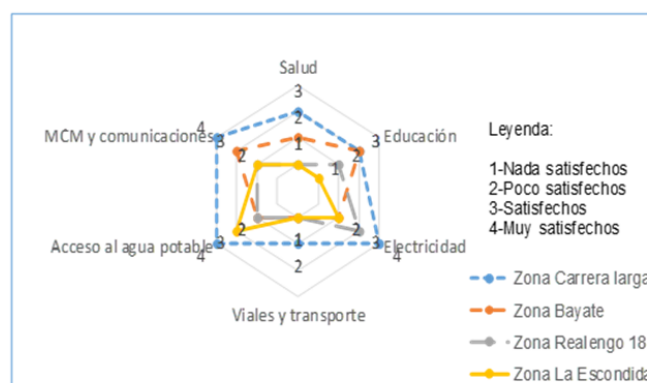 Salud
3
2
1
4
3
MCM y comunicaciones
2
3
Educación
1
2
3
Acceso al agua potable
4
2
3
Electricidad
4
1
2
Viales y transporte
Leyenda:
1-Nada satisfechos
2-Poco satisfechos
3-Satisfechos
4-Muy satisfechos
Zona Carrera larga
Zona Bayate
Zona Realengo 18
Zona La Escondida